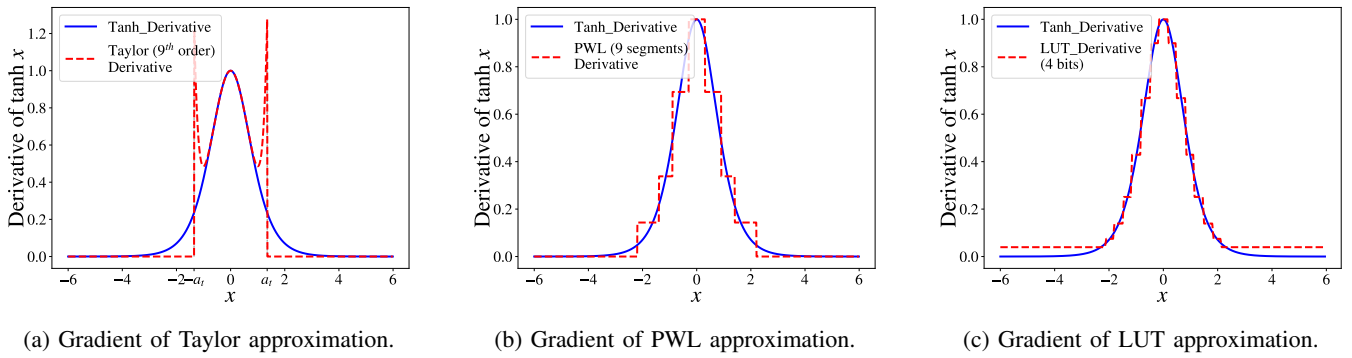 Tanh_Derivative
Taylor (9th order)
Derivative
Derivative of tanh x
1.2
1.0
0.8
0.6
0.4
0.2
0.0
−6 −4 −2 −a_t 0 a_t 2 4 6
x
(a) Gradient of Taylor approximation.
Tanh_Derivative
PWL (9 segments)
Derivative
Derivative of tanh x
1.0
0.8
0.6
0.4
0.2
0.0
−6 −4 −2 0 2 4 6
x
(b) Gradient of PWL approximation.
Tanh_Derivative
LUT_Derivative
(4 bits)
Derivative of tanh x
1.0
0.8
0.6
0.4
0.2
0.0
−6 −4 −2 0 2 4 6
x
(c) Gradient of LUT approximation.